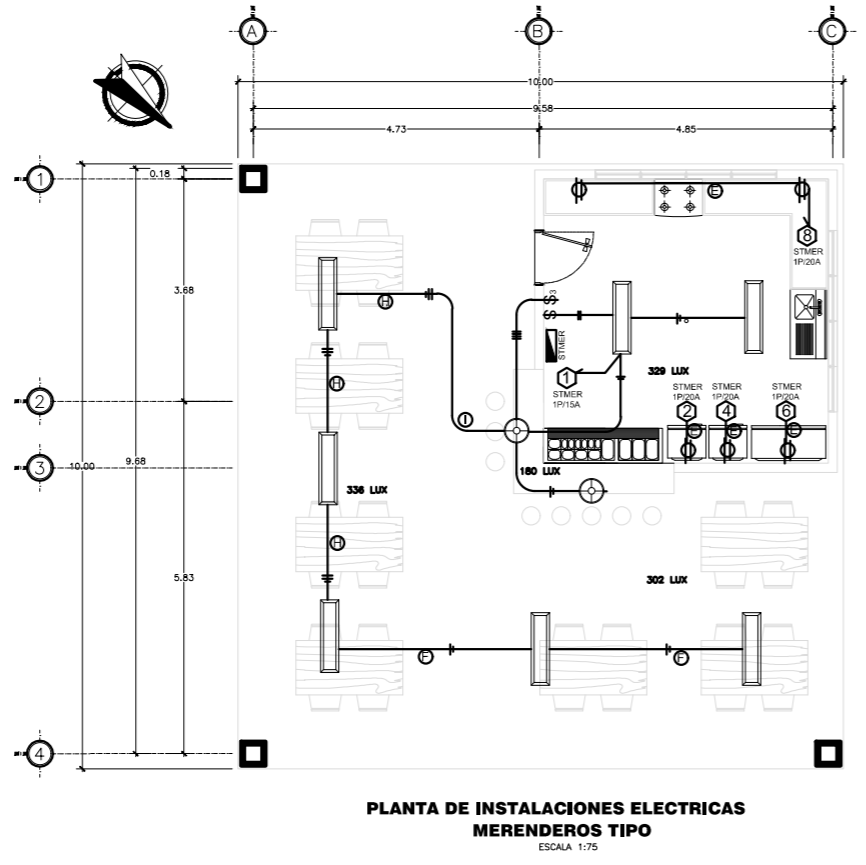 A B C
10.00
9.58
4.73 4.85
1
0.18
E
8
STMER
1P/20A
3.68
H
S3
S
STMER
H
1
STMER
1P/15A
329 LUX
STMER
1P/20A
STMER
1P/20A
STMER
1P/20A
2 4 6
E E E
2
I
3
10.00 9.68
180 LUX
336 LUX
H
5.83
302 LUX
F F
4
PLANTA DE INSTALACIONES ELECTRICAS
MERENDEROS TIPO
ESCALA 1:75